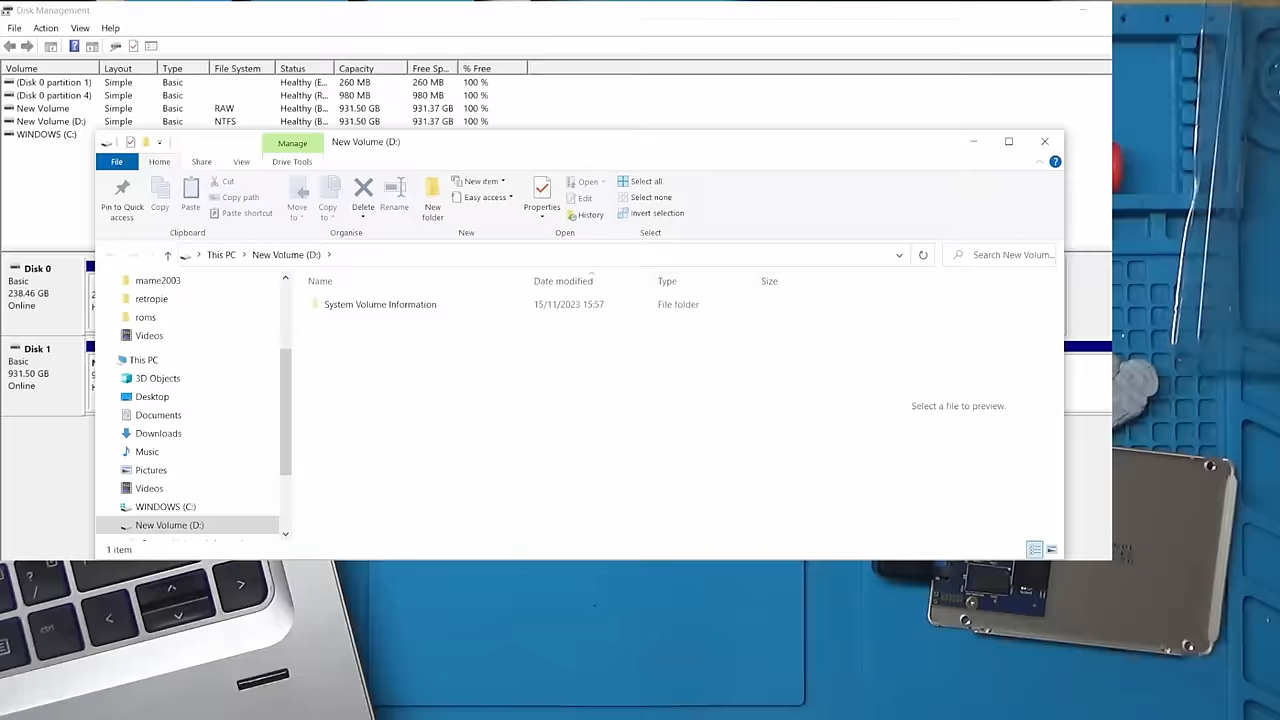 Disk Management
File Action View Help
Volume Layout Type File System Status Capacity Free Sp... % Free
(Disk 0 partition 1) Simple Basic Healthy (E... 260 MB 260 MB 100 %
(Disk 0 partition 4) Simple Basic Healthy (R... 980 MB 980 MB 100 %
New Volume Simple Basic RAW Healthy (B... 931.50 GB 931.37 GB 100 %
New Volume (D:) Simple Basic NTFS Healthy (B... 931.50 GB 931.37 GB 100 %
WINDOWS (C:)
Manage New Volume (D:)
File Home Share View Drive Tools
Pin to Quick access
Copy
Paste
Cut
Copy path
Paste shortcut
Clipboard
Move to
Copy to
Delete
Rename
Organise
New folder
New item
Easy access
New
Properties
Open
Edit
History
Open
Select all
Select none
Invert selection
Select
This PC New Volume (D:) Search New Volum...
Disk 0
Basic
238.46 GB
Online
Disk 1
Basic
931.50 GB
Online
mame2003
retropie
roms
Videos
This PC
3D Objects
Desktop
Documents
Downloads
Music
Pictures
Videos
WINDOWS (C:)
New Volume (D:)
Name Date modified Type Size
System Volume Information 15/11/2023 15:57 File folder
Select a file to preview.
1 item
ctrl